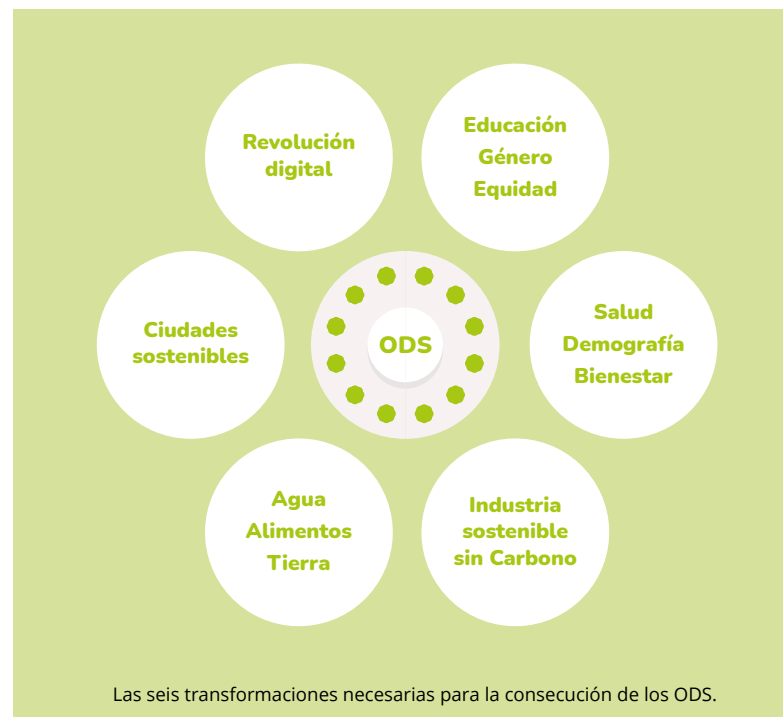 Revolución
digital
Educación
Género
Equidad
Ciudades
sostenibles
ODS
Salud
Demografía
Bienestar
Agua
Alimentos
Tierra
Industria
sostenible
sin Carbono
Las seis transformaciones necesarias para la consecución de los ODS.